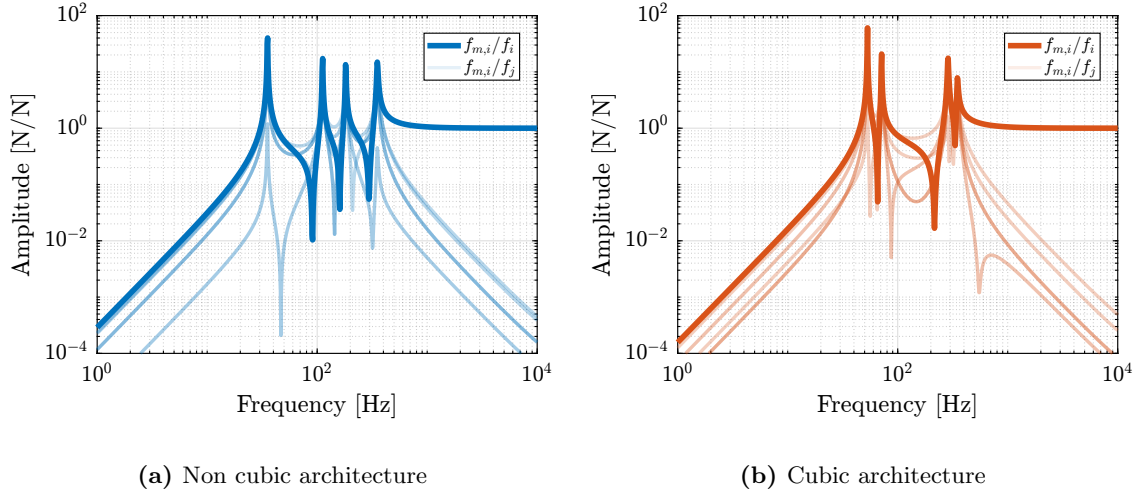 10^2
10^0
10^-2
10^-4
Amplitude [N/N]
f_{m,i}/f_i
f_{m,i}/f_j
10^0
10^2
10^4
Frequency [Hz]
(a) Non cubic architecture
10^2
10^0
10^-2
10^-4
Amplitude [N/N]
f_{m,i}/f_i
f_{m,i}/f_j
10^0
10^2
10^4
Frequency [Hz]
(b) Cubic architecture